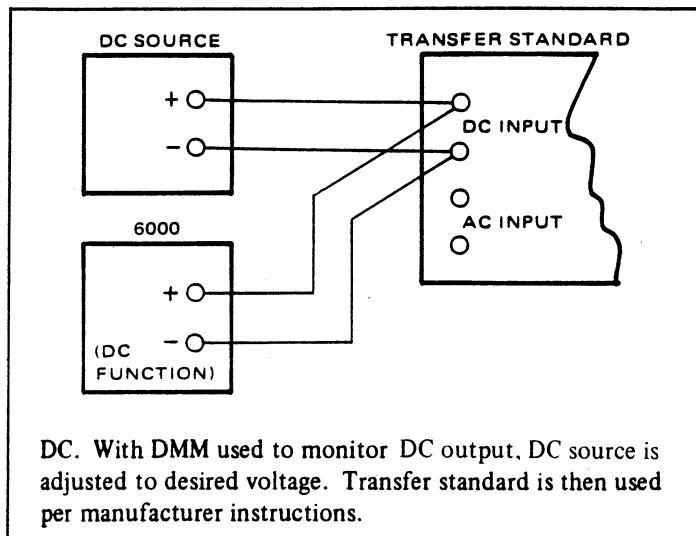 DC SOURCE
+
−
TRANSFER STANDARD
DC INPUT
AC INPUT
6000
+
−
(DC
FUNCTION)
DC. With DMM used to monitor DC output, DC source is
adjusted to desired voltage. Transfer standard is then used
per manufacturer instructions.